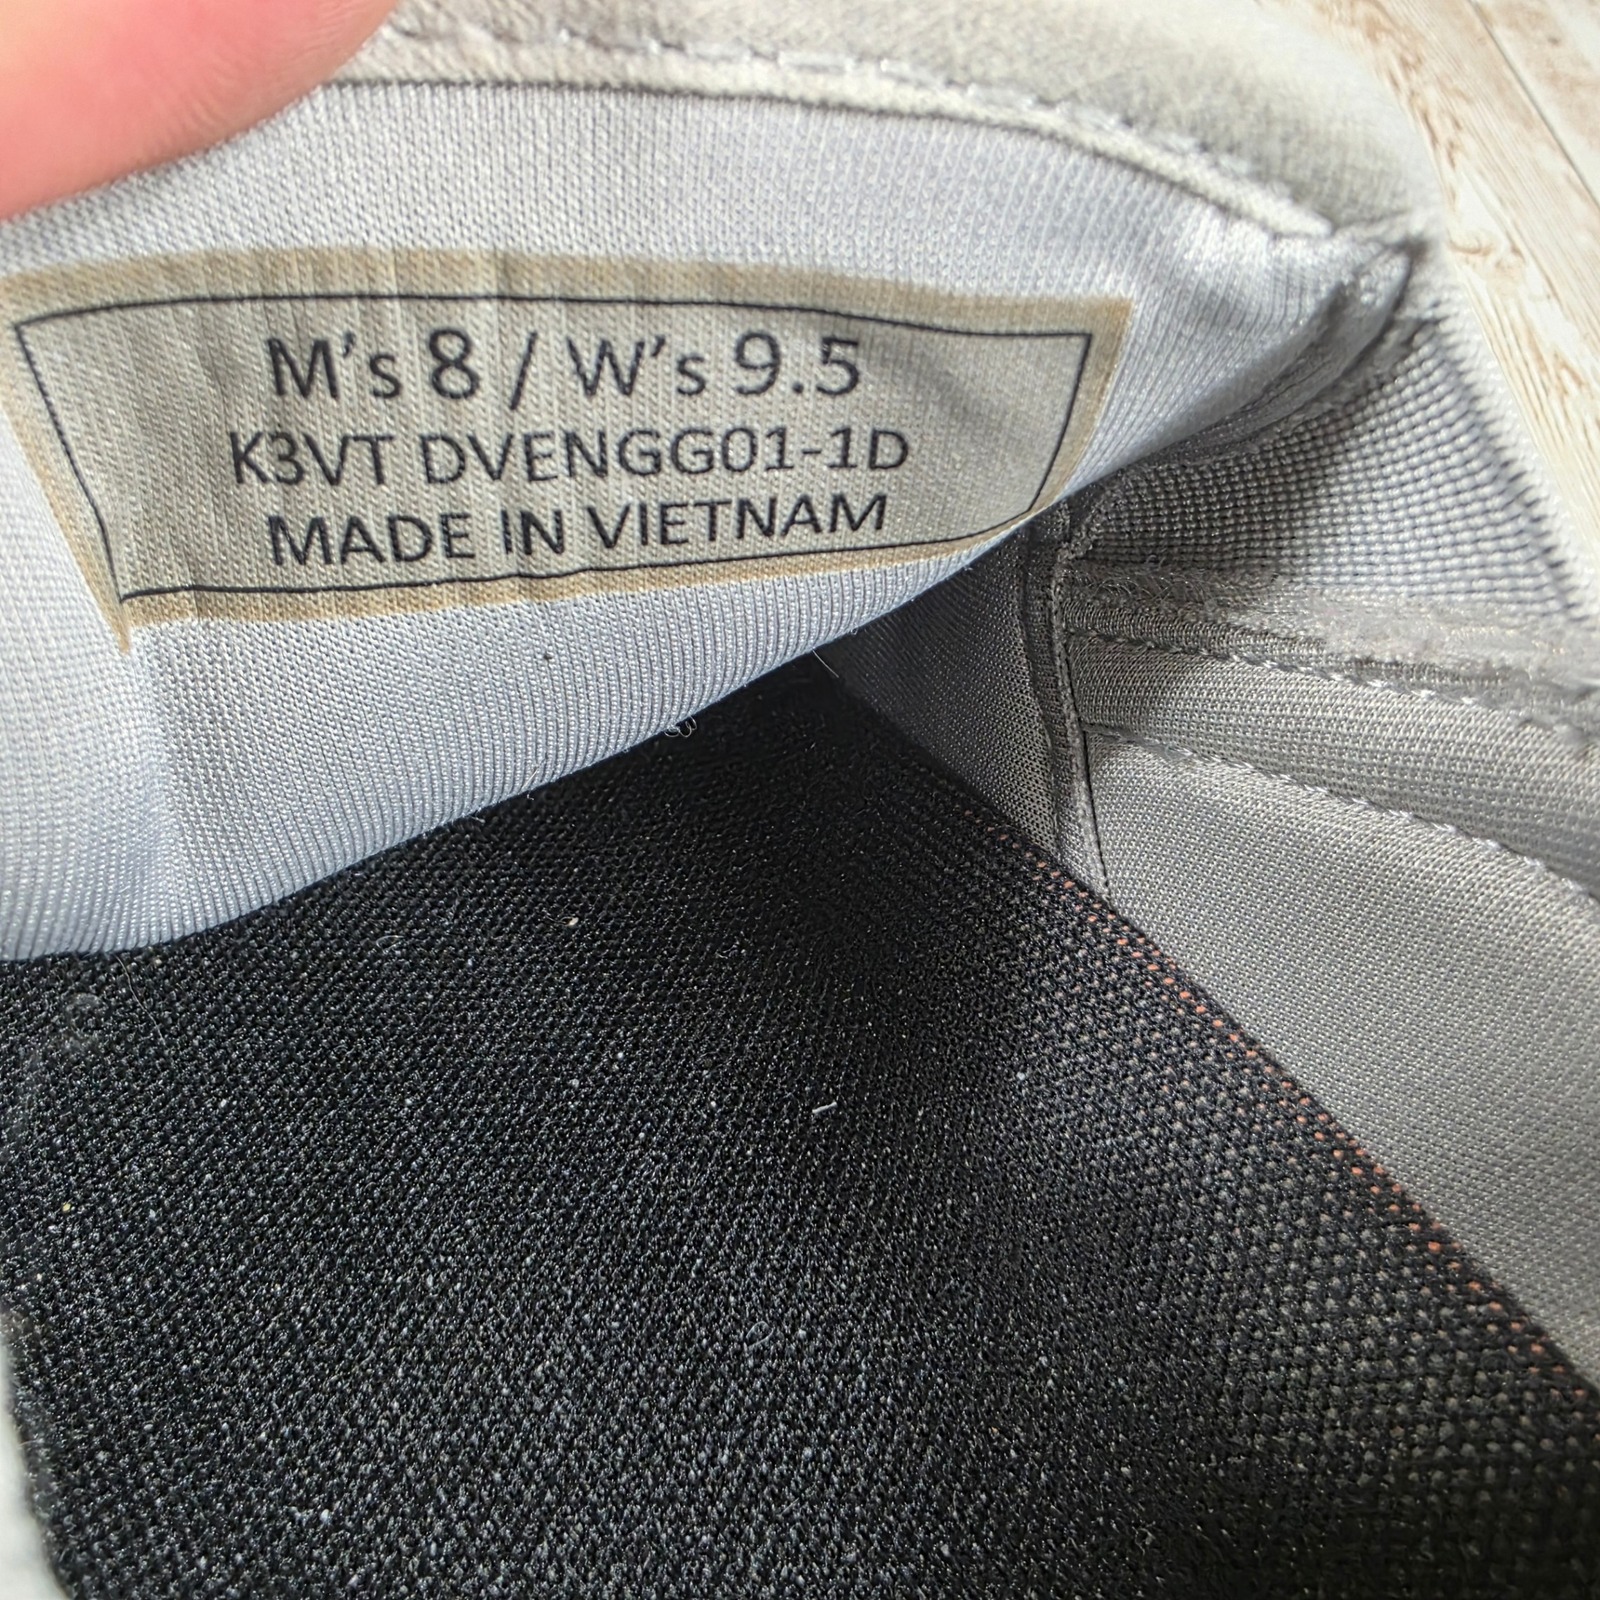 M's 8 / W's 9.5
K3VT DVENGG01-1D
MADE IN VIETNAM